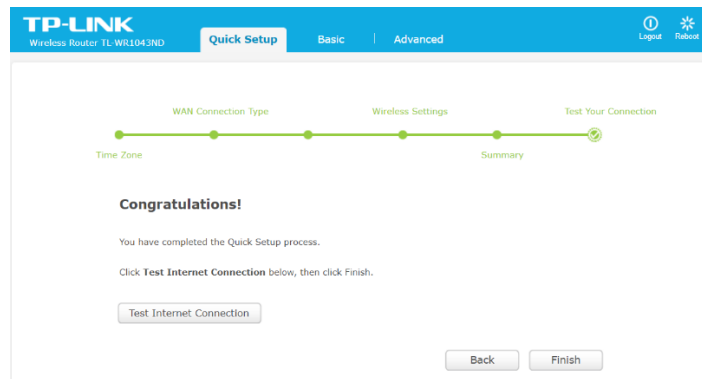 TP-LINK
Wireless Router TL-WR1043ND
Quick Setup
Basic
Advanced
Logout
Reboot
WAN Connection Type
Wireless Settings
Test Your Connection
Time Zone
Summary
Congratulations!
You have completed the Quick Setup process.
Click Test Internet Connection below, then click Finish.
Test Internet Connection
Back
Finish